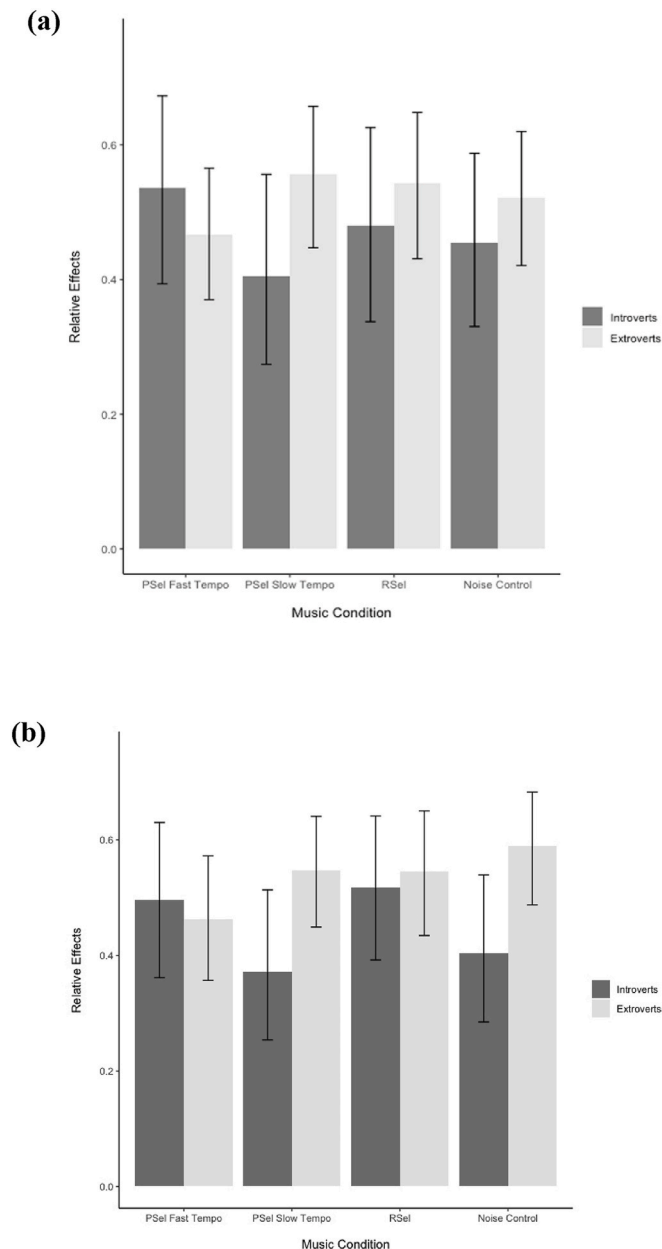 (a)
0.6
0.4
0.2
0.0
Relative Effects
Introverts
Extroverts
PSel Fast Tempo PSel Slow Tempo RSel Noise Control
Music Condition
(b)
0.6
0.4
0.2
0.0
Relative Effects
Introverts
Extroverts
PSel Fast Tempo PSel Slow Tempo RSel Noise Control
Music Condition